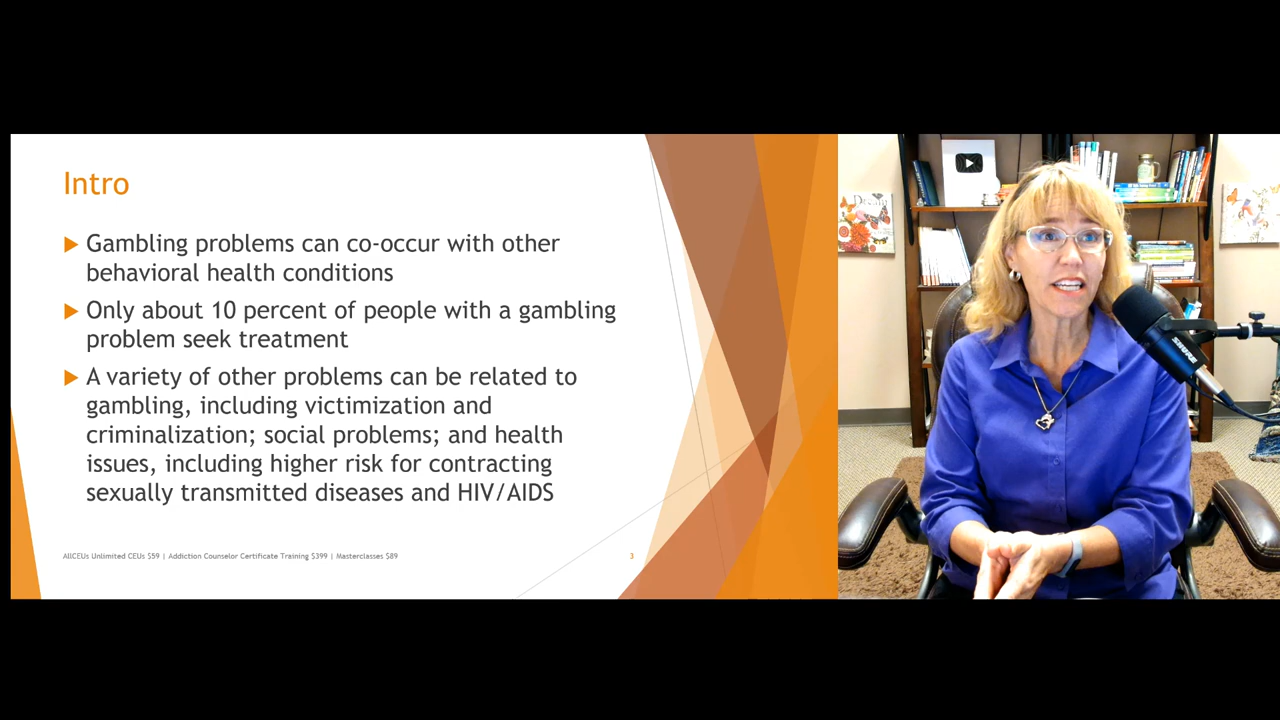 Intro
Gambling problems can co-occur with other
behavioral health conditions
Only about 10 percent of people with a gambling
problem seek treatment
A variety of other problems can be related to
gambling, including victimization and
criminalization; social problems; and health
issues, including higher risk for contracting
sexually transmitted diseases and HIV/AIDS
AllCEUs Unlimited CEUs $59 | Addiction Counselor Certificate Training $399 | Masterclasses $89
3
Dream
SHURE